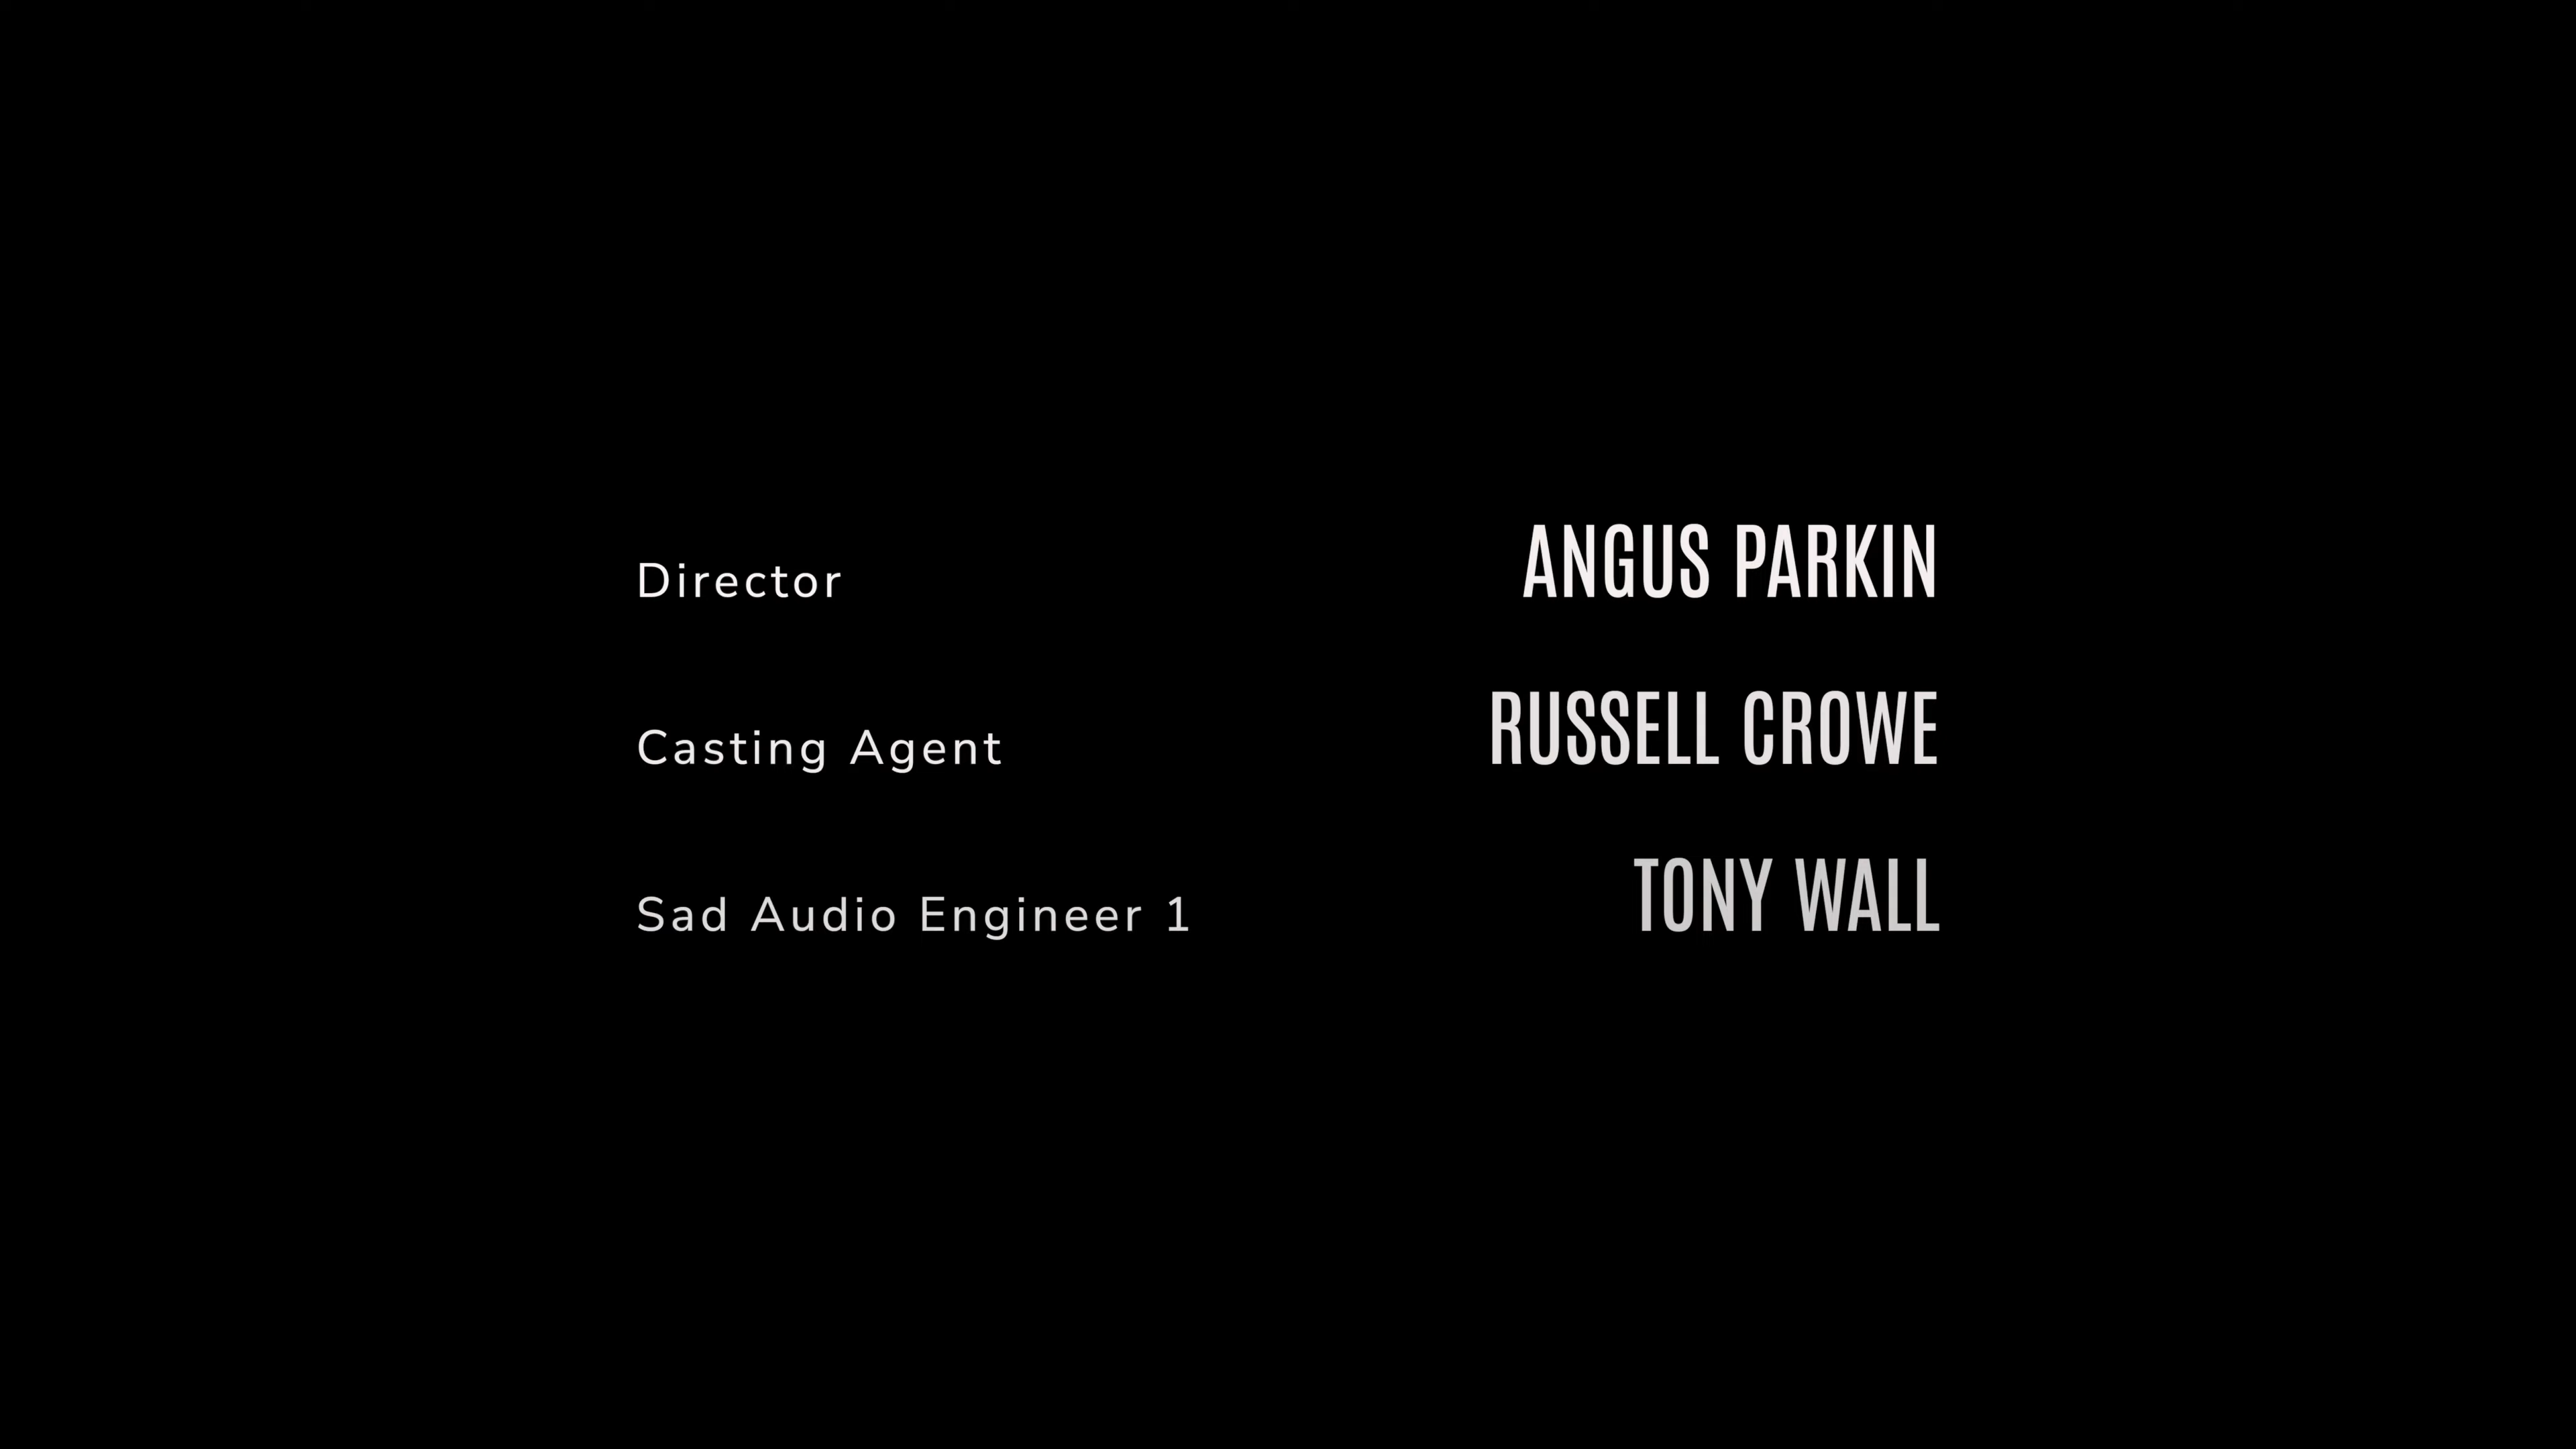 Director ANGUS PARKIN
Casting Agent RUSSELL CROWE
Sad Audio Engineer 1 TONY WALL